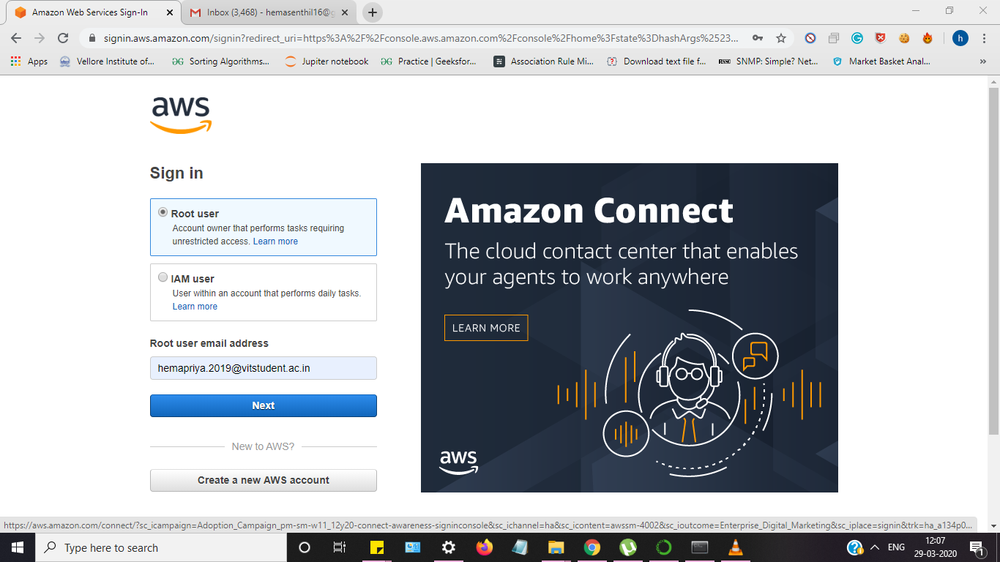 Amazon Web Services Sign-In
Inbox (3,468) - hemasenthil16@g
signin.aws.amazon.com/signin?redirect_uri=https%3A%2F%2Fconsole.aws.amazon.com%2Fconsole%2Fhome%3Fstate%3DhashArgs%2523...
h
Apps
Vellore Institute of...
Sorting Algorithms...
Jupiter notebook
Practice | Geeksfor...
Association Rule Mi...
Download text file f...
SNMP: Simple? Net...
Market Basket Anal...
»
aws
Sign in
Root user
Account owner that performs tasks requiring
unrestricted access. Learn more
IAM user
User within an account that performs daily tasks.
Learn more
Root user email address
hemapriya.2019@vitstudent.ac.in
Next
New to AWS?
Create a new AWS account
Amazon Connect
The cloud contact center that enables
your agents to work anywhere
LEARN MORE
aws
https://aws.amazon.com/connect/?sc_icampaign=Adoption_Campaign_pm-sm-w11_12y20-connect-awareness-signinconsole&sc_ichannel=ha&sc_icontent=awssm-4002&sc_ioutcome=Enterprise_Digital_Marketing&sc_iplace=signin&trk=ha_a134p0...
Type here to search
ENG
12:07
29-03-2020
1